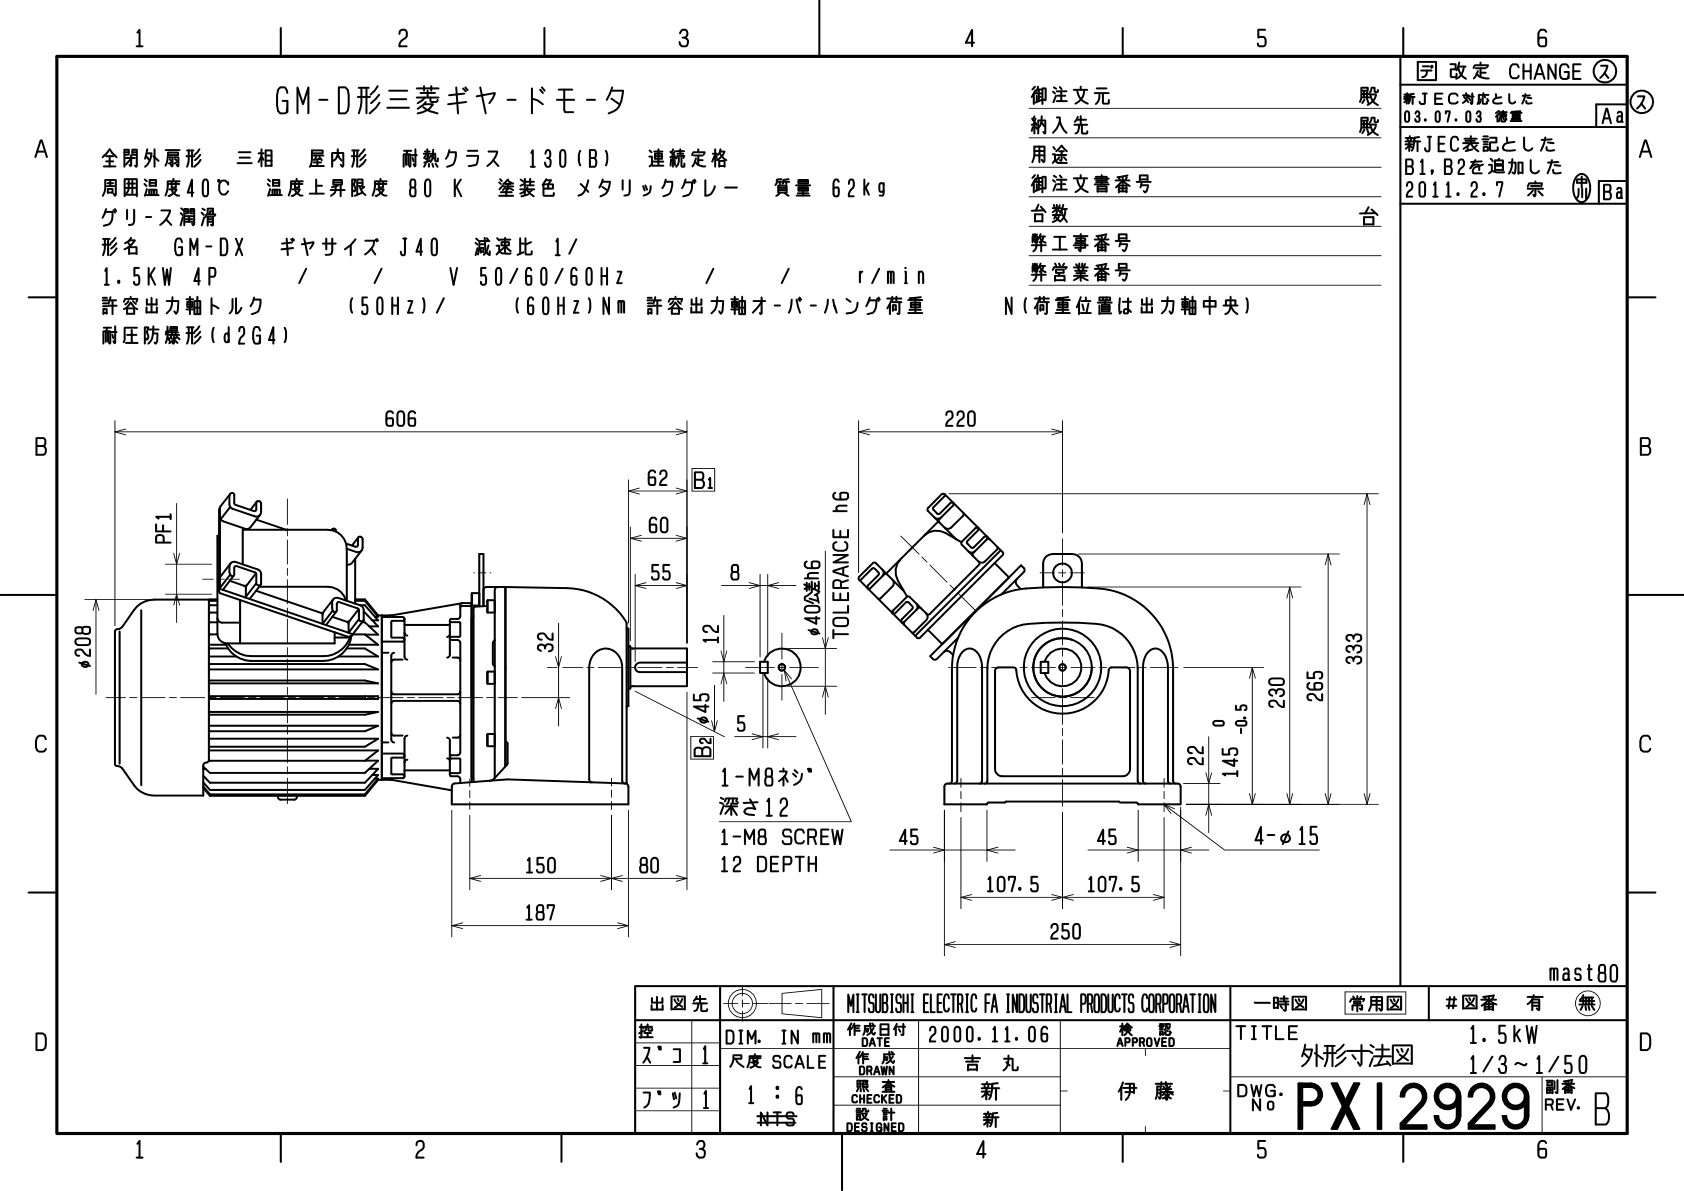 1 2 3 4 5 6
デ 改定 CHANGE ス
新JEC対応とした
03.07.03 徳重 Aa ス
新JEC表記とした
B1,B2を追加した
2011.2.7 宗 Ba
GM-D形三菱ギヤードモータ
全閉外扇形 三相 屋内形 耐熱クラス 130(B) 連続定格
周囲温度40℃ 温度上昇限度 80 K 塗装色 メタリックグレー 質量 62kg
グリース潤滑
形名 GM-DX ギヤサイズ J40 減速比 1/
1.5KW 4P / / V 50/60/60Hz / / r/min
許容出力軸トルク (50Hz)/ (60Hz)Nm 許容出力軸オーバーハング荷重 N(荷重位置は出力軸中央)
耐圧防爆形(d2G4)
御注文元 殿
納入先 殿
用途
御注文書番号
台数 台
弊工事番号
弊営業番号
A A
B B
C C
D D
606
62 B1
60
55
PF1
φ208
32
8
12
φ45
B2
5
φ40公差h6
TOLERANCE h6
1-M8ネジ
深さ12
1-M8 SCREW
12 DEPTH
150 80
187
220
333
265
230
145 0 -0.5
22
45 45
4-φ15
107.5 107.5
250
mast80
出図先
控
スコ 1
ブツ 1
DIM. IN mm
尺度 SCALE
1 : 6
NTS
MITSUBISHI ELECTRIC FA INDUSTRIAL PRODUCTS CORPORATION
作成日付 DATE 2000.11.06
作成 DRAWN 吉丸
照査 CHECKED 新
設計 DESIGNED 新
検認 APPROVED
伊藤
一時図 常用図 #図番 有 無
TITLE 1.5kW
外形寸法図 1/3~1/50
DWG. No PX12929 副番 REV. B
1 2 3 4 5 6